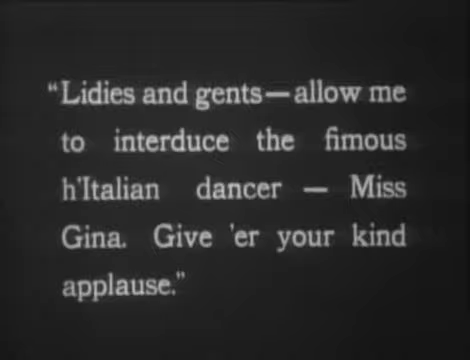 "Lidies and gents—allow me
to interduce the fimous
h'Italian dancer — Miss
Gina. Give 'er your kind
applause."